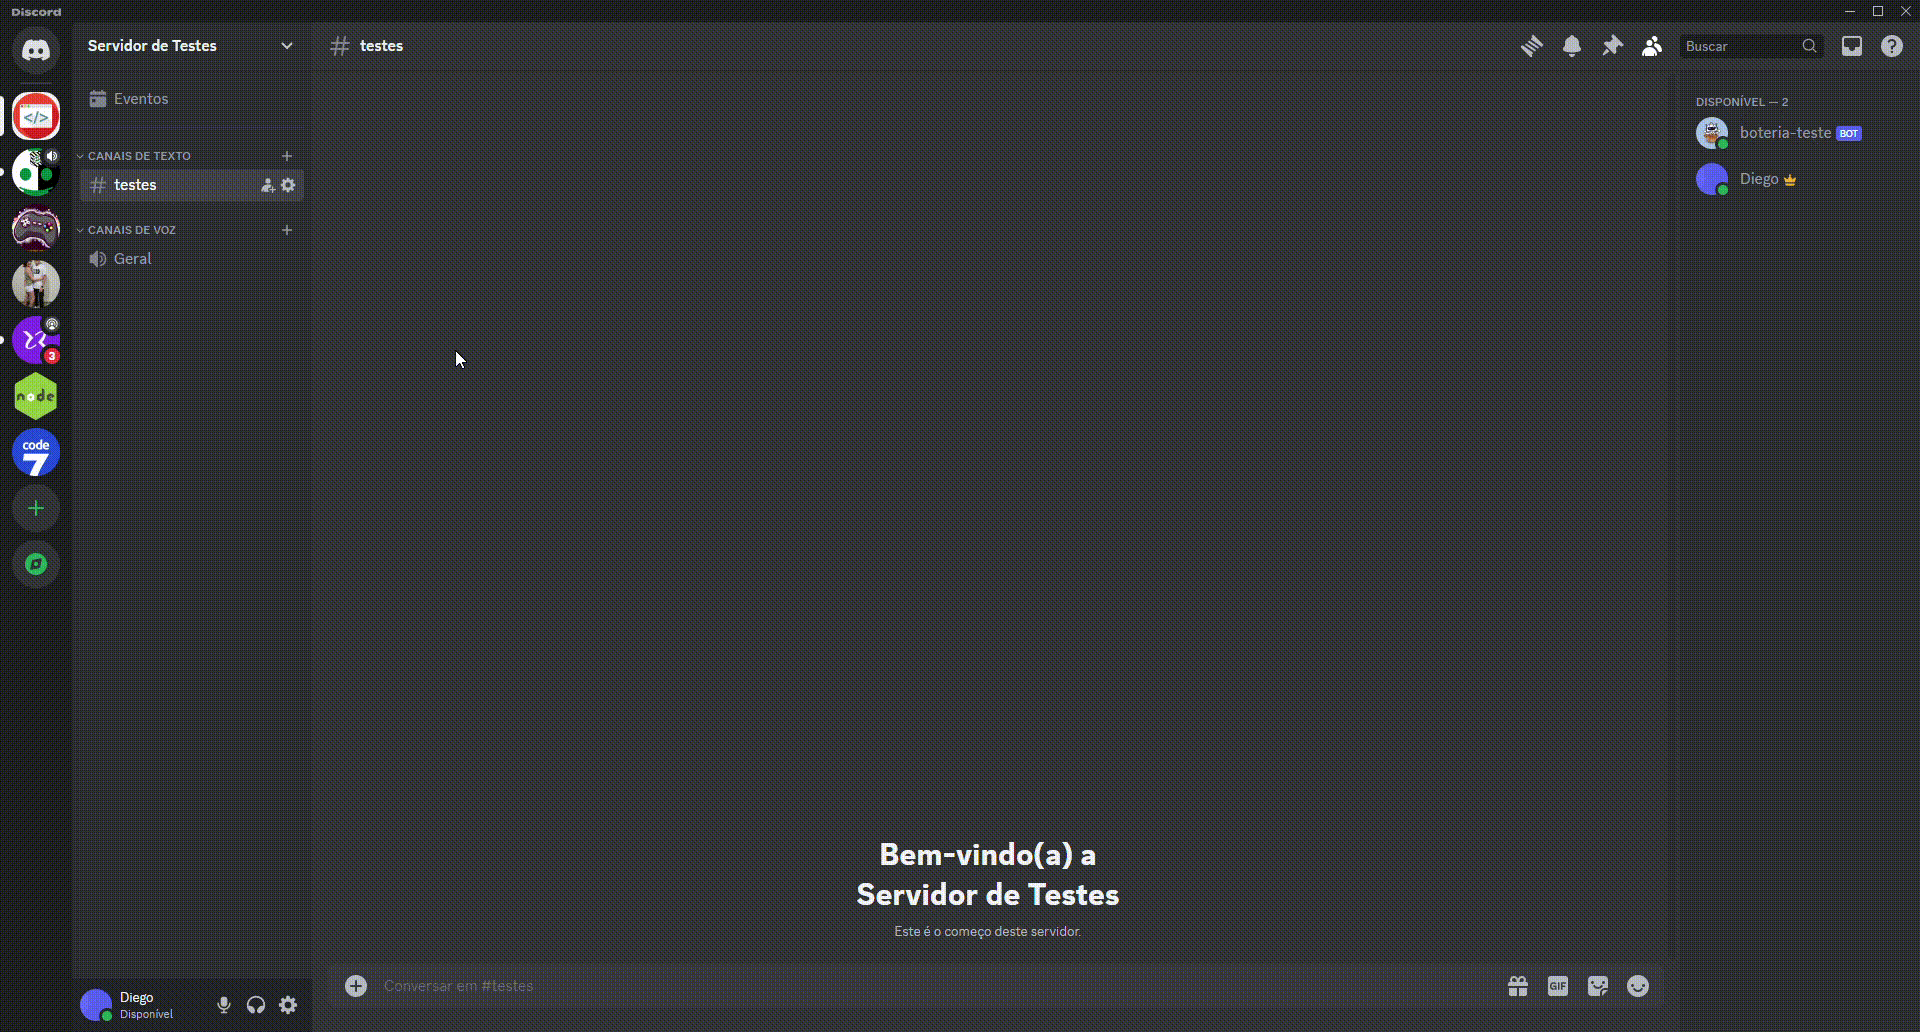 Discord
Servidor de Testes
testes
Buscar
Eventos
CANAIS DE TEXTO
testes
CANAIS DE VOZ
Geral
</>
3
node
code
7
DISPONÍVEL — 2
boteria-teste BOT
Diego
Bem-vindo(a) a
Servidor de Testes
Este é o começo deste servidor.
Conversar em #testes
GIF
Diego
Disponível